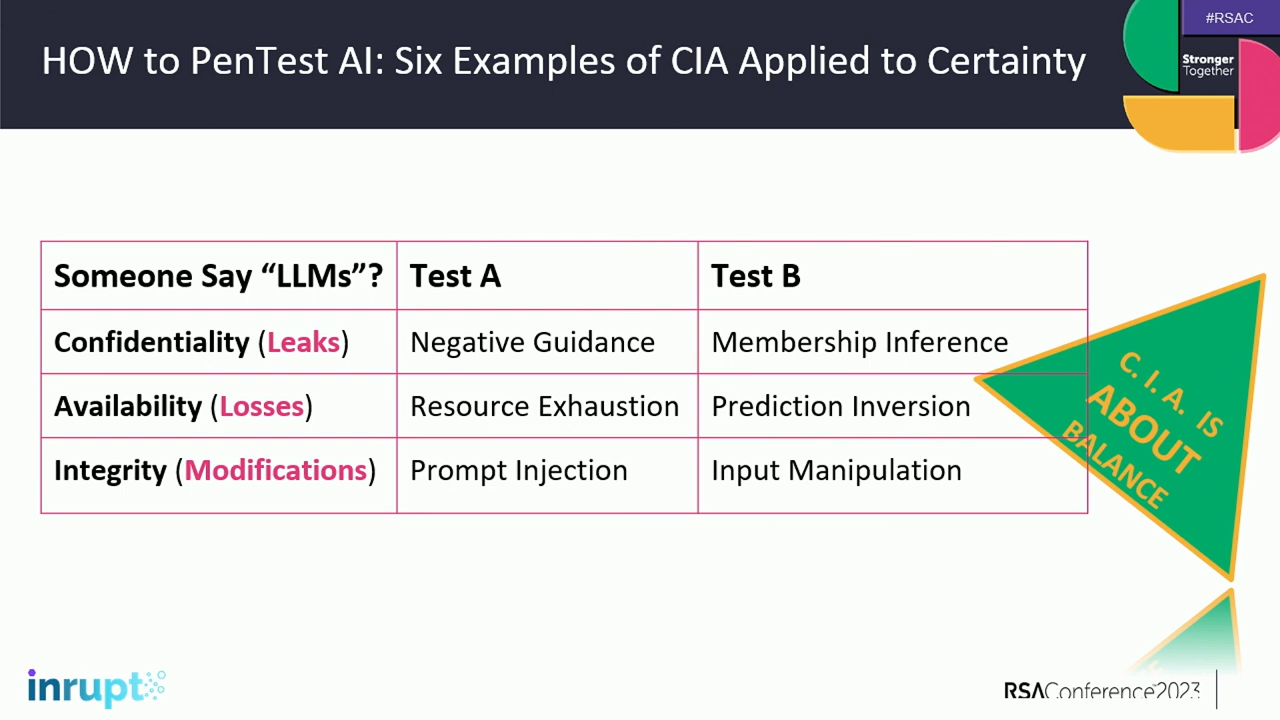 #RSAC
HOW to PenTest AI: Six Examples of CIA Applied to Certainty
Stronger
Together
Someone Say “LLMs”? Test A Test B
Confidentiality (Leaks) Negative Guidance Membership Inference
Availability (Losses) Resource Exhaustion Prediction Inversion
Integrity (Modifications) Prompt Injection Input Manipulation
C. I. A. IS
ABOUT
BALANCE
inrupt
RSAConference2023